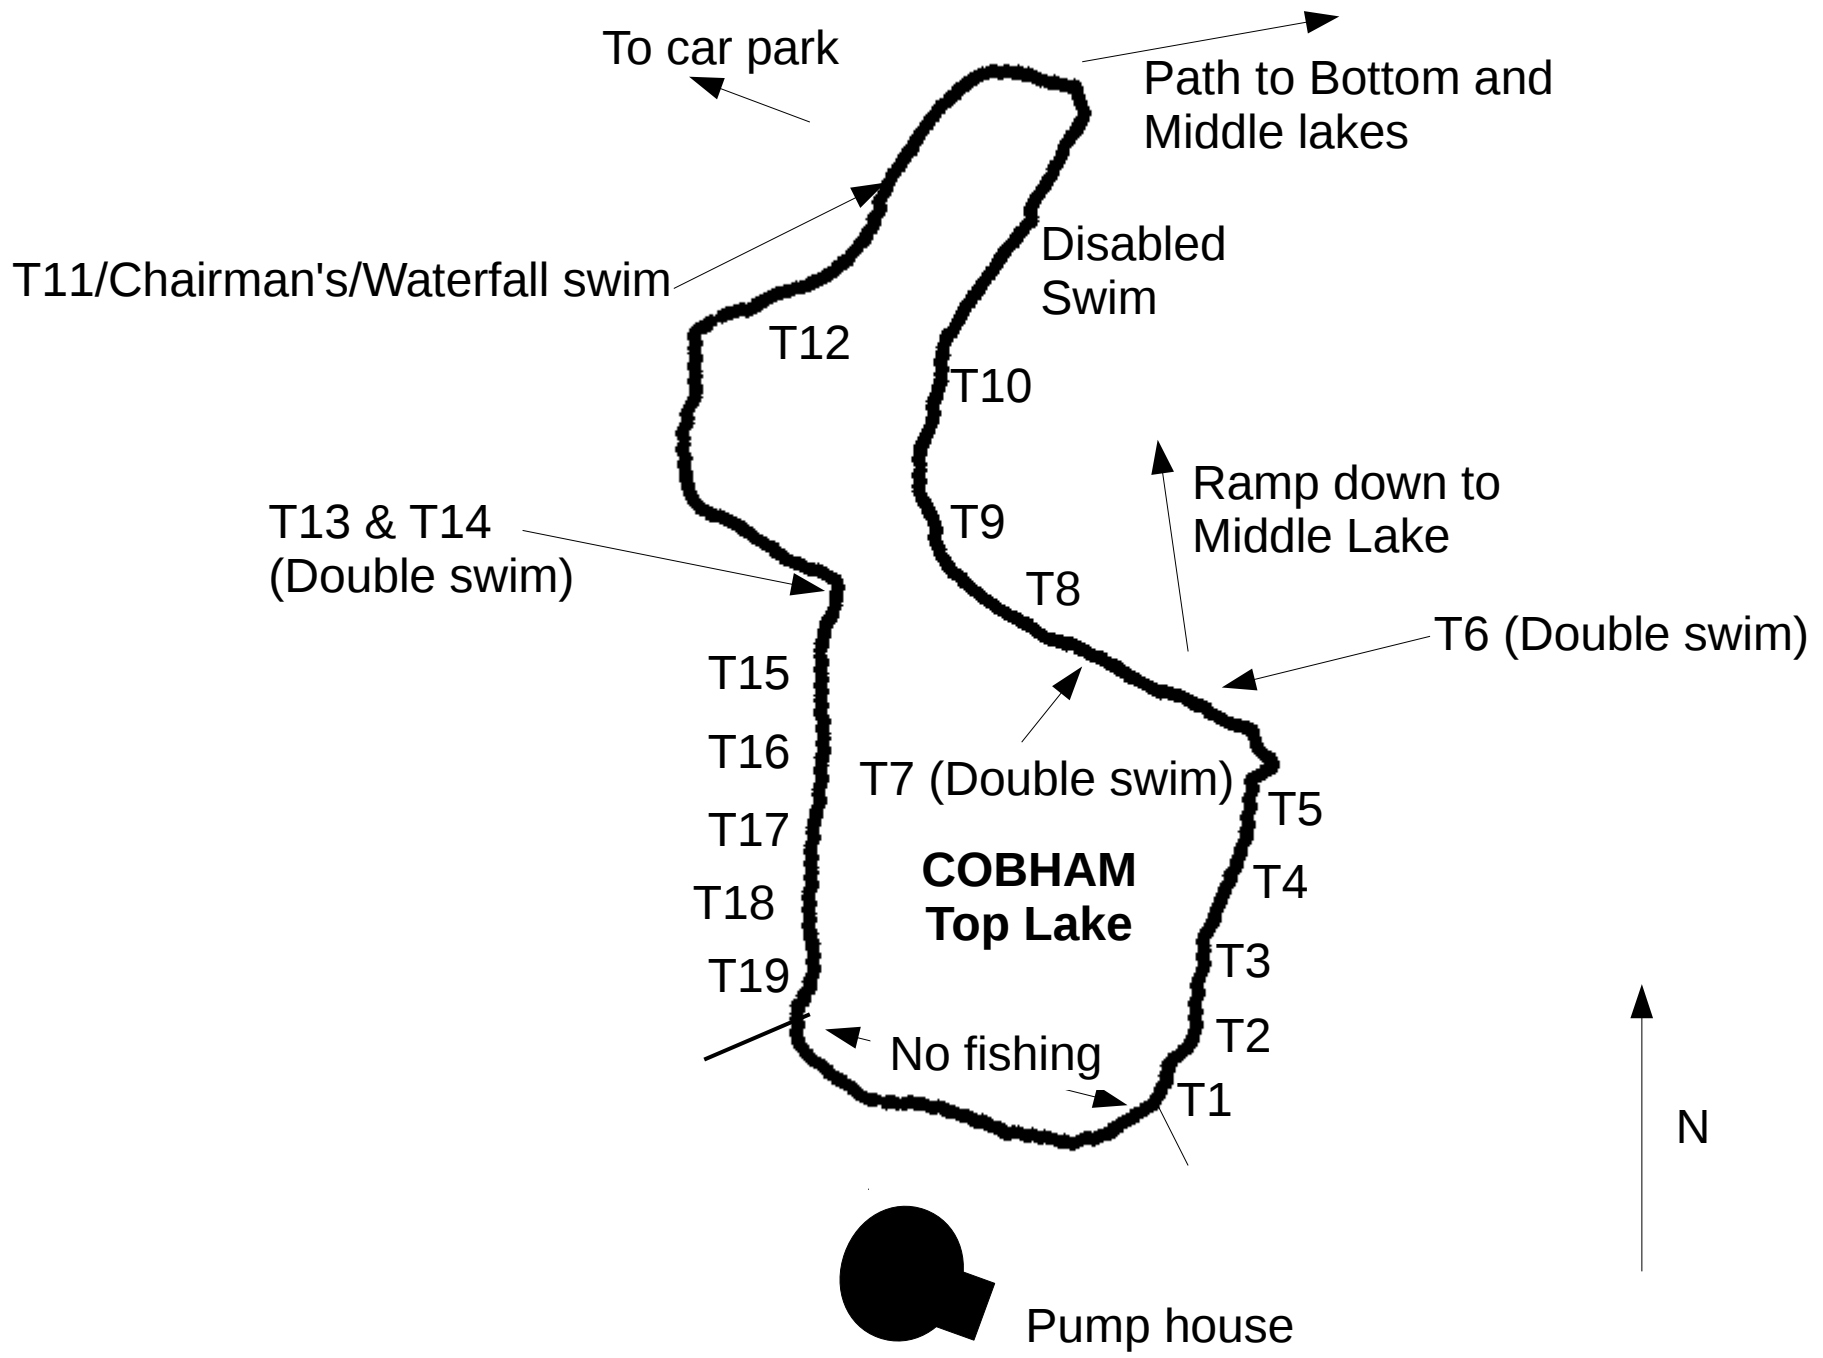 To car park
Path to Bottom and
Middle lakes
Disabled
Swim
T11/Chairman's/Waterfall swim
T12
T10
Ramp down to
Middle Lake
T13 & T14
(Double swim)
T9
T8
T6 (Double swim)
T15
T16
T7 (Double swim)
T5
T17
COBHAM
Top Lake
T4
T18
T3
T19
T2
No fishing
T1
N
Pump house